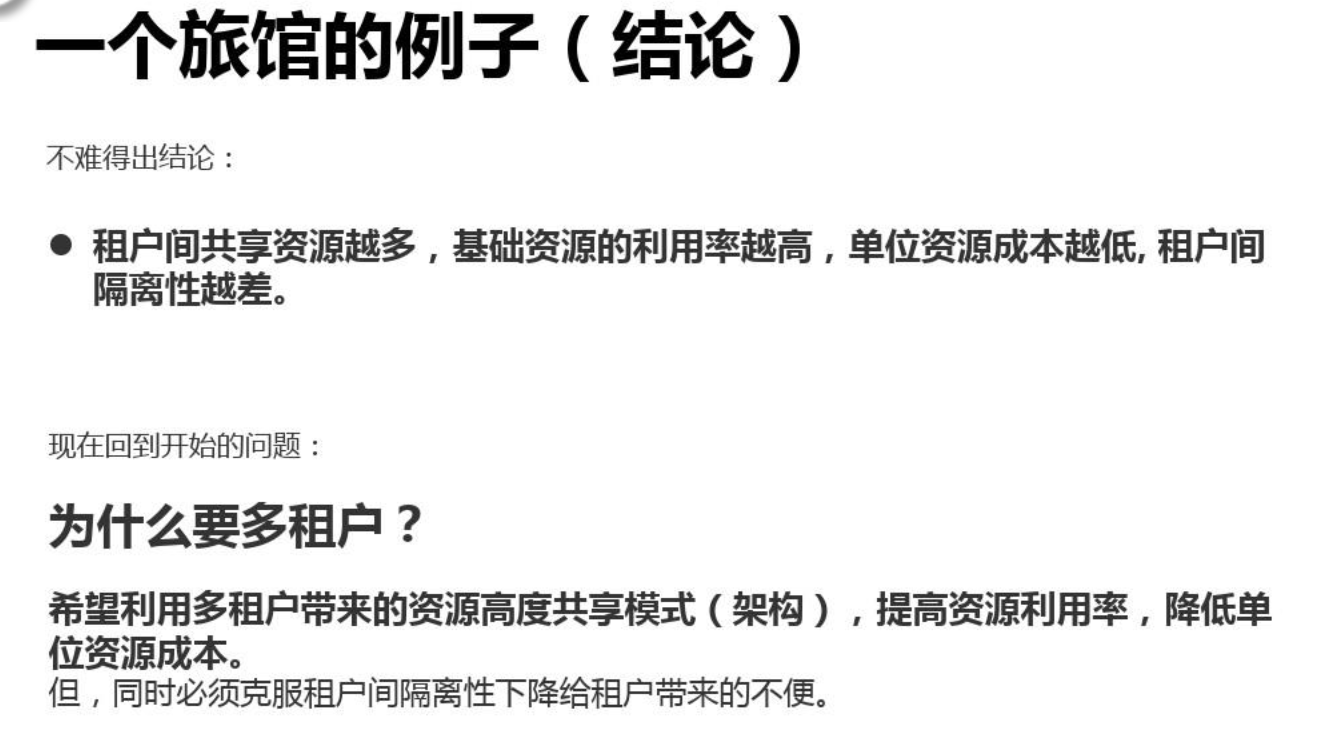 一个旅馆的例子（结论）
不难得出结论：
● 租户间共享资源越多，基础资源的利用率越高，单位资源成本越低, 租户间
隔离性越差。
现在回到开始的问题：
为什么要多租户？
希望利用多租户带来的资源高度共享模式（架构），提高资源利用率，降低单
位资源成本。
但，同时必须克服租户间隔离性下降给租户带来的不便。